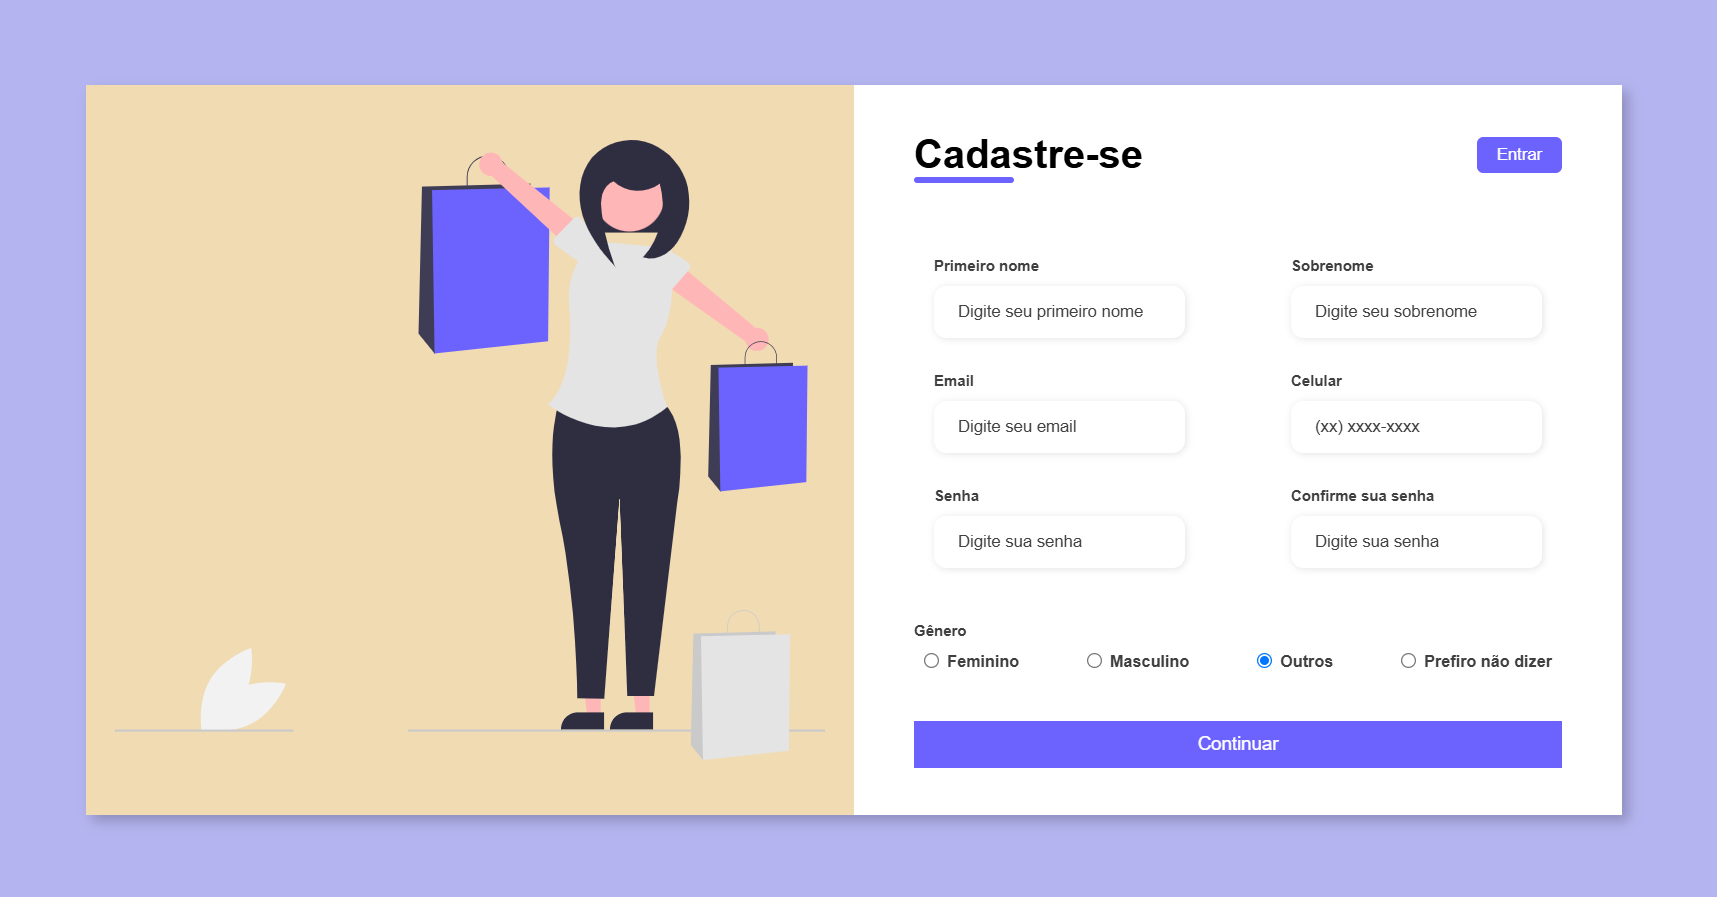 Cadastre-se
Entrar
Primeiro nome
Sobrenome
Digite seu primeiro nome
Digite seu sobrenome
Email
Celular
Digite seu email
(xx) xxxx-xxxx
Senha
Confirme sua senha
Digite sua senha
Digite sua senha
Gênero
Feminino
Masculino
Outros
Prefiro não dizer
Continuar